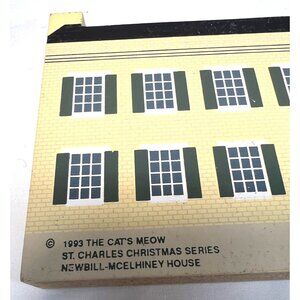 © 1993 THE CAT'S MEOW
ST. CHARLES CHRISTMAS SERIES
NEWBILL-MCELHINEY HOUSE